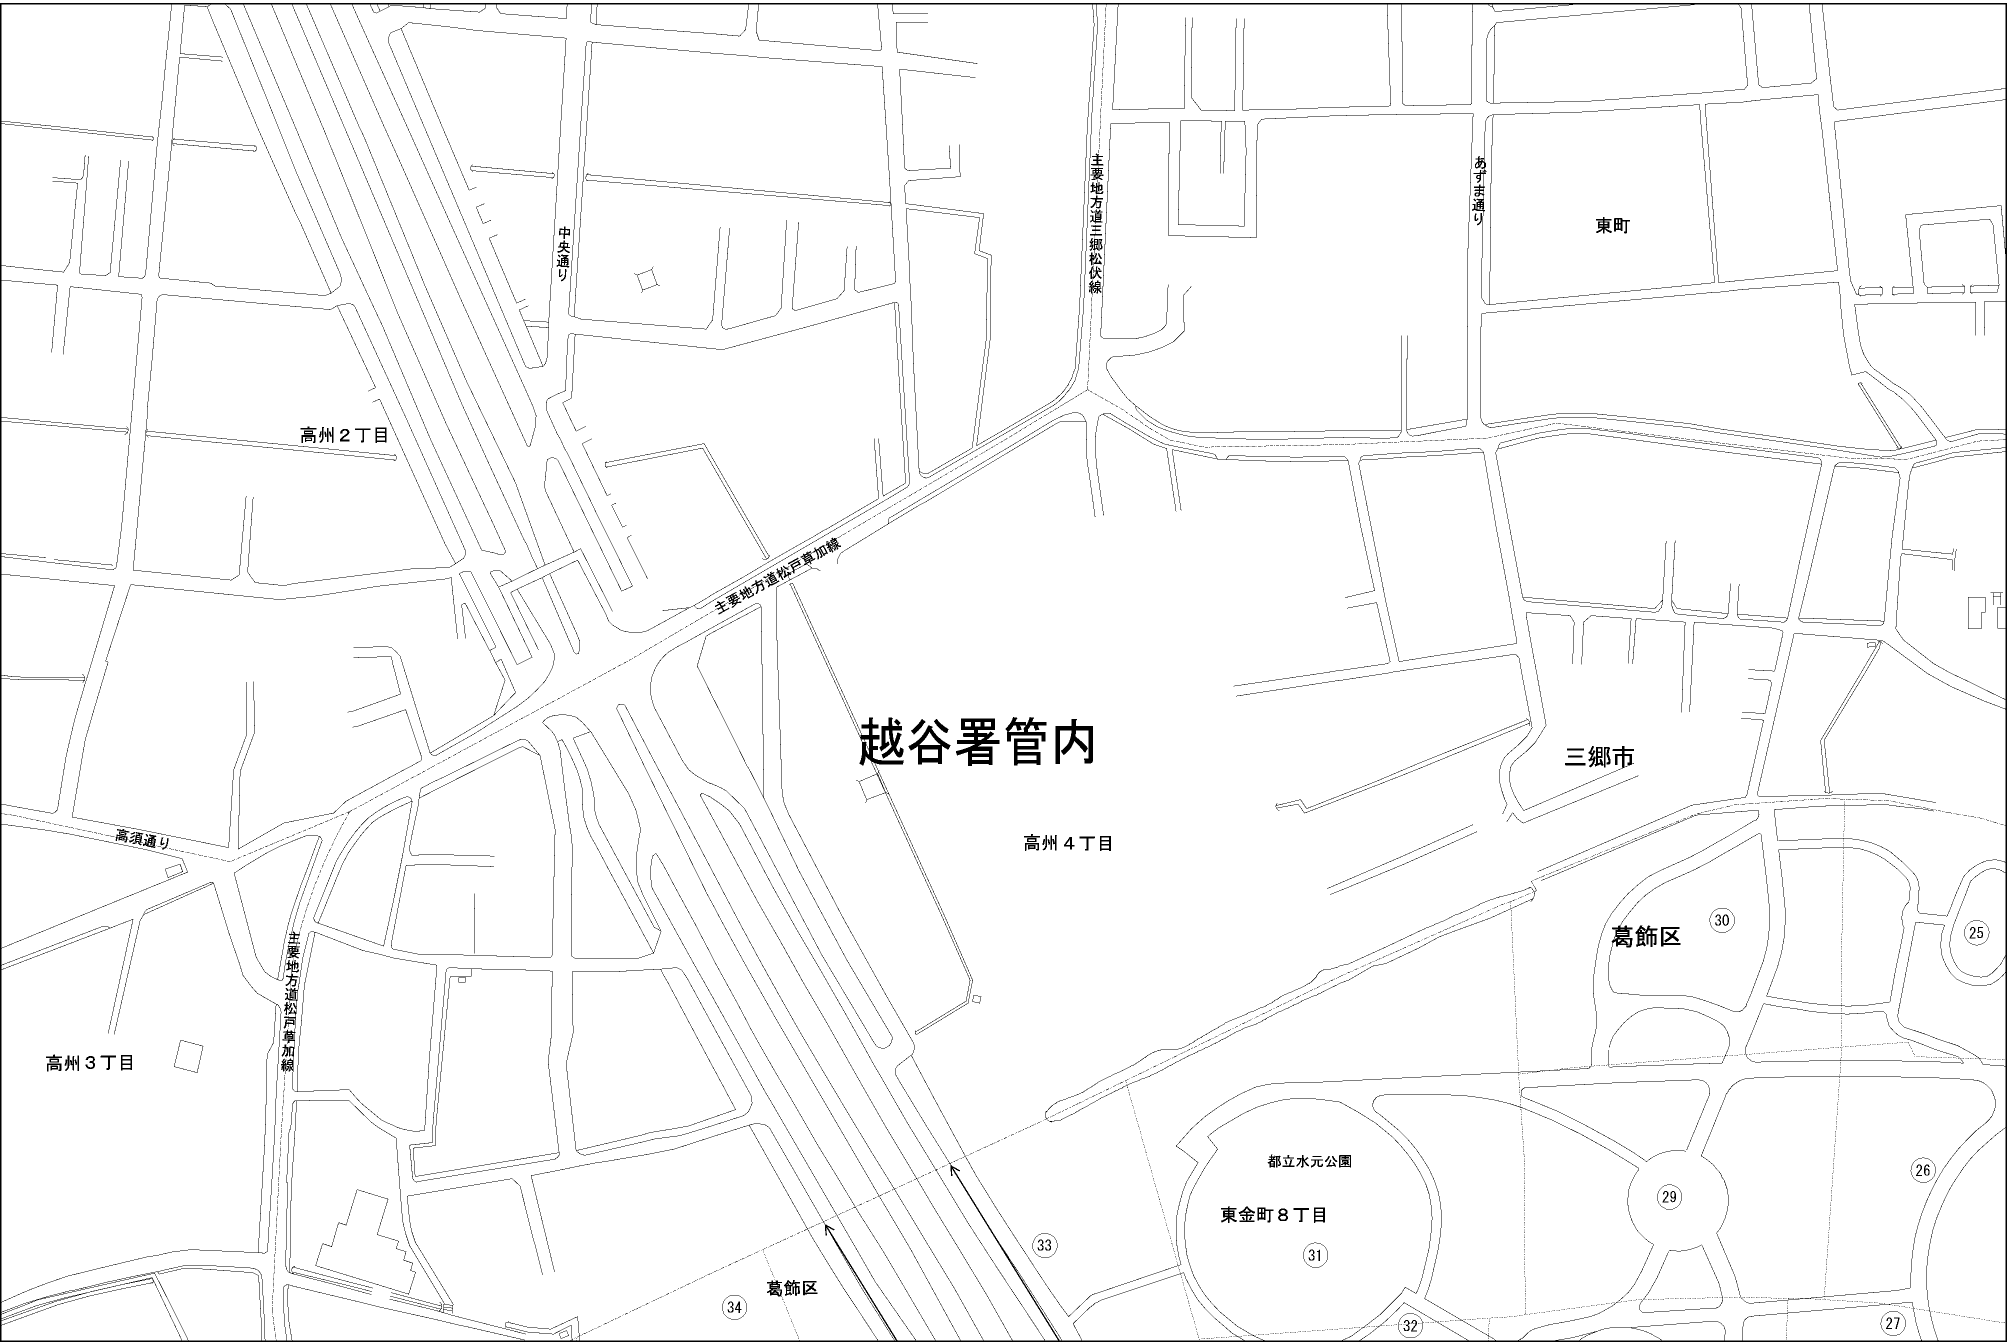 主要地方道三郷松伏線
あずま通り
東町
中央通り
高州２丁目
主要地方道松戸草加線
越谷署管内
三郷市
高須通り
高州４丁目
葛飾区
30
25
主要地方道松戸草加線
高州３丁目
都立水元公園
26
29
東金町８丁目
33
31
葛飾区
34
32
27